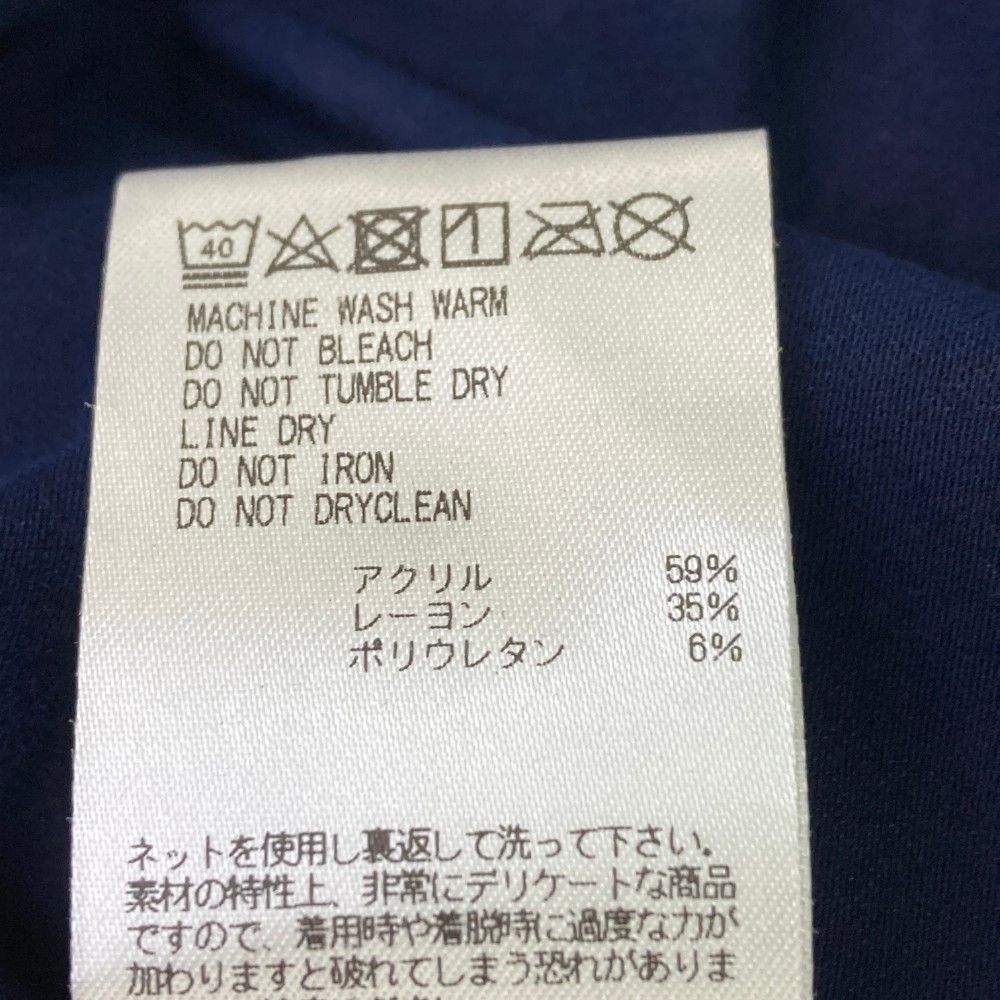 40
MACHINE WASH WARM
DO NOT BLEACH
DO NOT TUMBLE DRY
LINE DRY
DO NOT IRON
DO NOT DRYCLEAN
アクリル 59%
レーヨン 35%
ポリウレタン 6%
ネットを使用し裏返して洗って下さい。
素材の特性上、非常にデリケートな商品
ですので、着用時や着脱時に過度な力が
加わりますと破れてしまう恐れがありま